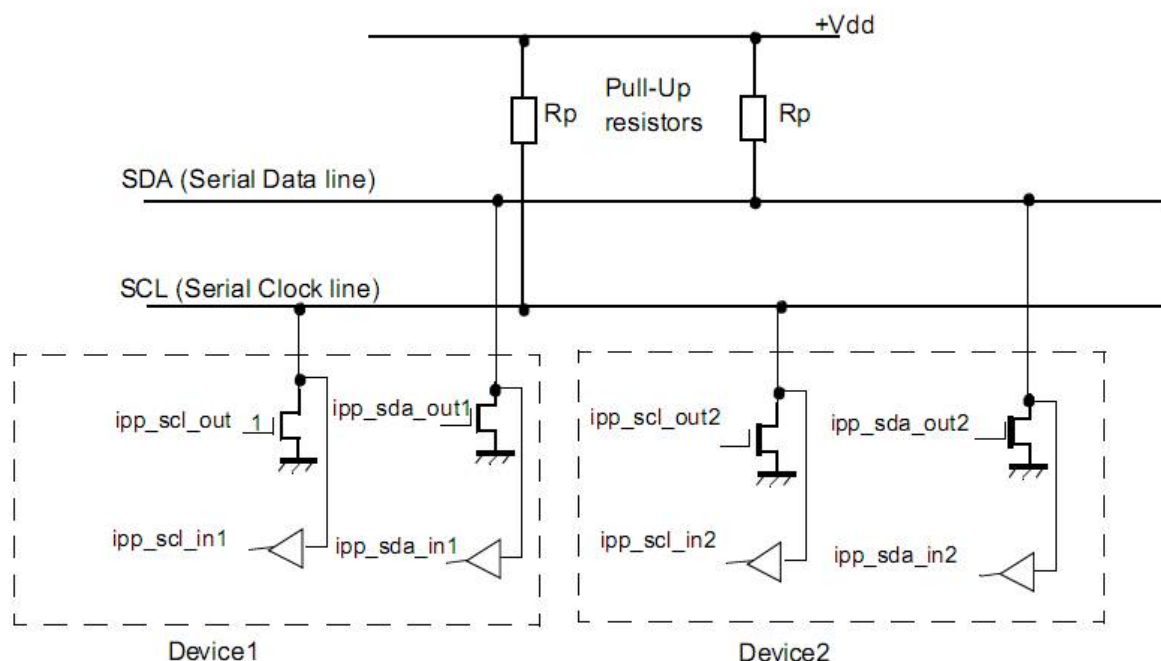 +Vdd
Pull-Up
resistors
Rp
Rp
SDA (Serial Data line)
SCL (Serial Clock line)
ipp_scl_out 1
ipp_sda_out1
ipp_scl_out2
ipp_sda_out2
ipp_scl_in1
ipp_sda_in1
ipp_scl_in2
ipp_sda_in2
Device1
Device2